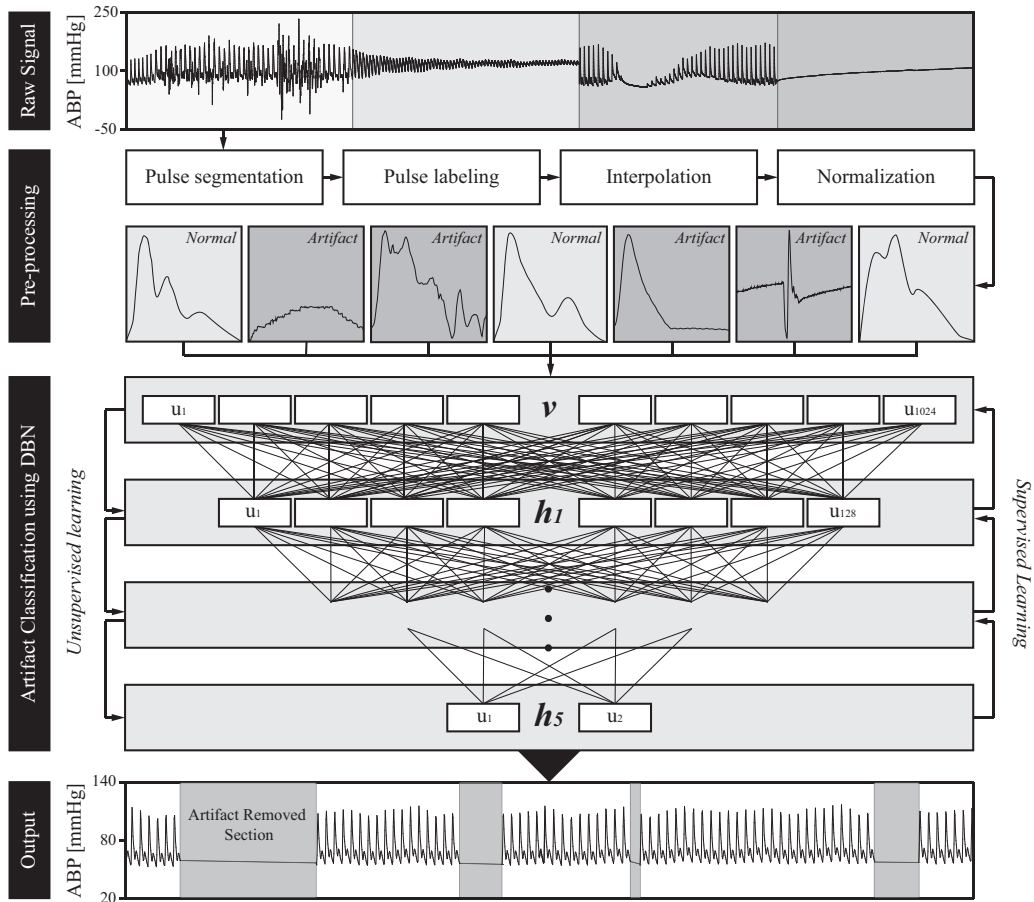 Raw Signal
ABP [mmHg]
250
100
-50
Pre-processing
Pulse segmentation
Pulse labeling
Interpolation
Normalization
Normal
Artifact
Artifact
Normal
Artifact
Artifact
Normal
Artifact Classification using DBN
Unsupervised learning
Supervised Learning
u1
v
u1024
u1
h1
u128
u1
h5
u2
Output
ABP [mmHg]
140
80
20
Artifact Removed
Section